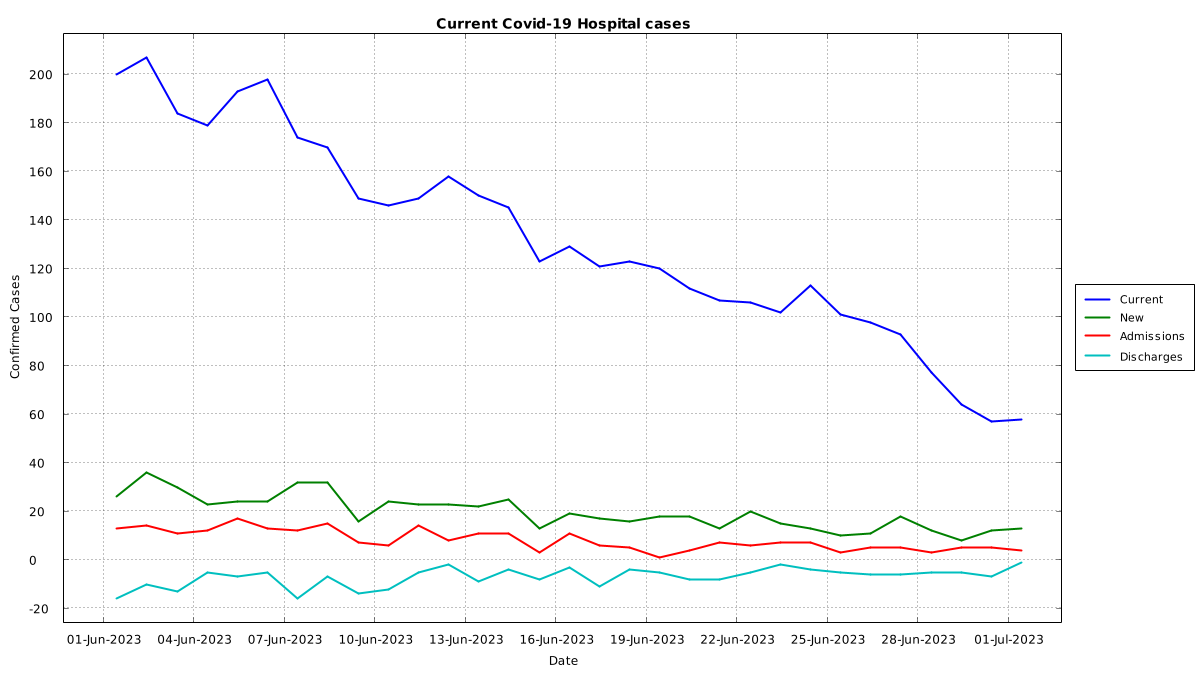 Current Covid-19 Hospital cases
Confirmed Cases
200
180
160
140
120
100
80
60
40
20
0
-20
01-Jun-2023 04-Jun-2023 07-Jun-2023 10-Jun-2023 13-Jun-2023 16-Jun-2023 19-Jun-2023 22-Jun-2023 25-Jun-2023 28-Jun-2023 01-Jul-2023
Date
Current
New
Admissions
Discharges